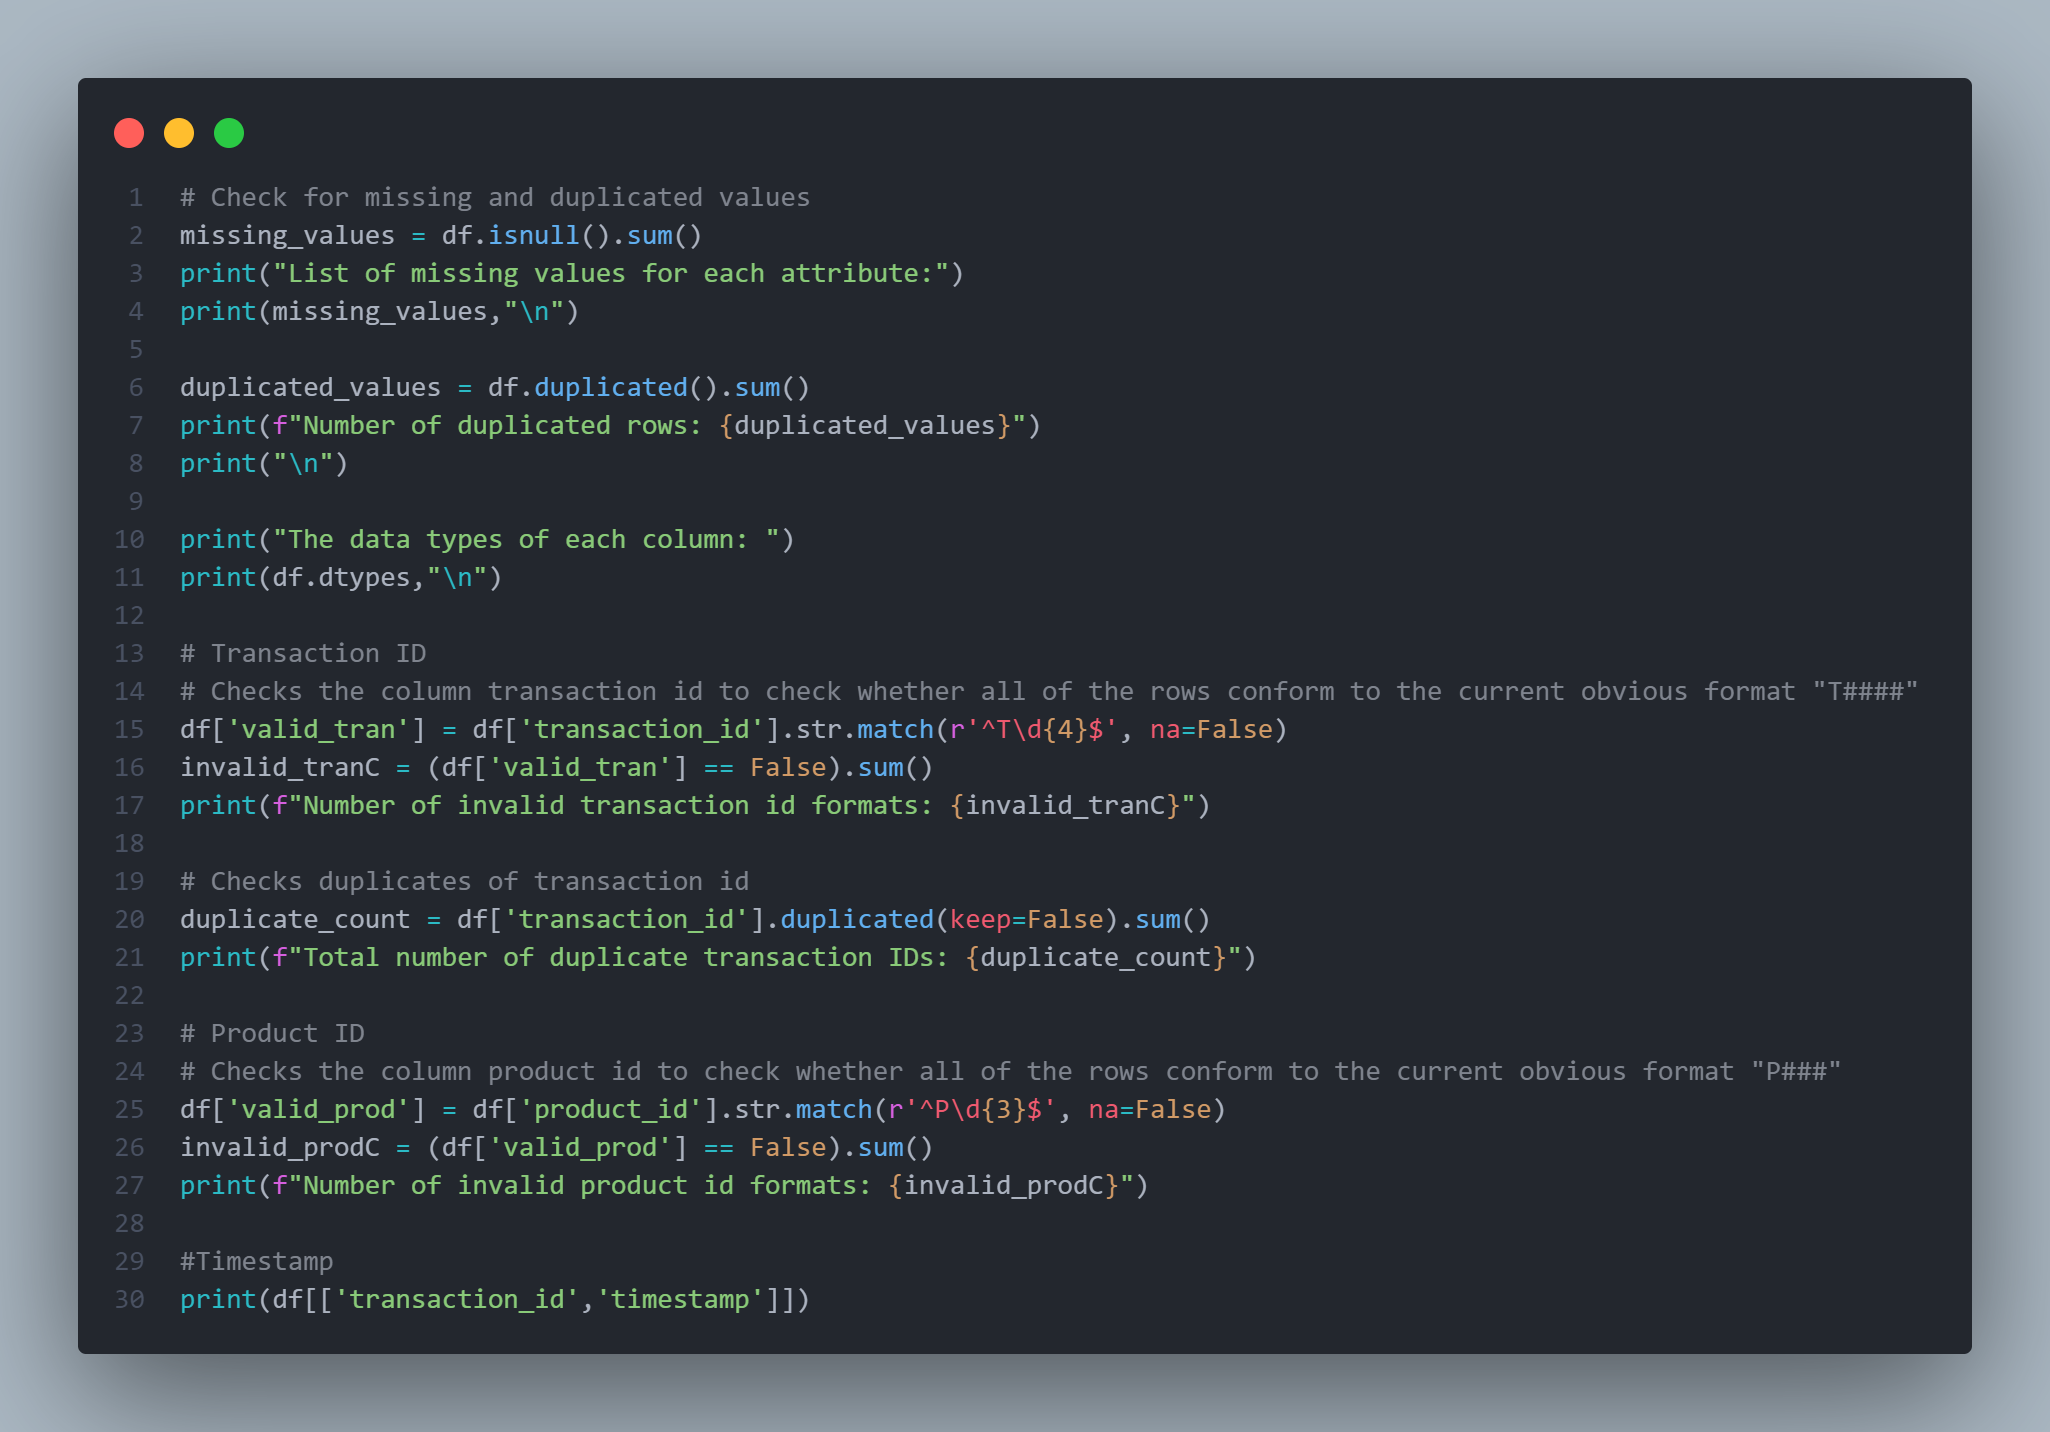 1 # Check for missing and duplicated values
2 missing_values = df.isnull().sum()
3 print("List of missing values for each attribute:")
4 print(missing_values,"\n")
5
6 duplicated_values = df.duplicated().sum()
7 print(f"Number of duplicated rows: {duplicated_values}")
8 print("\n")
9
10 print("The data types of each column: ")
11 print(df.dtypes,"\n")
12
13 # Transaction ID
14 # Checks the column transaction id to check whether all of the rows conform to the current obvious format "T####"
15 df['valid_tran'] = df['transaction_id'].str.match(r'^T\d{4}$', na=False)
16 invalid_tranC = (df['valid_tran'] == False).sum()
17 print(f"Number of invalid transaction id formats: {invalid_tranC}")
18
19 # Checks duplicates of transaction id
20 duplicate_count = df['transaction_id'].duplicated(keep=False).sum()
21 print(f"Total number of duplicate transaction IDs: {duplicate_count}")
22
23 # Product ID
24 # Checks the column product id to check whether all of the rows conform to the current obvious format "P###"
25 df['valid_prod'] = df['product_id'].str.match(r'^P\d{3}$', na=False)
26 invalid_prodC = (df['valid_prod'] == False).sum()
27 print(f"Number of invalid product id formats: {invalid_prodC}")
28
29 #Timestamp
30 print(df[['transaction_id','timestamp']])